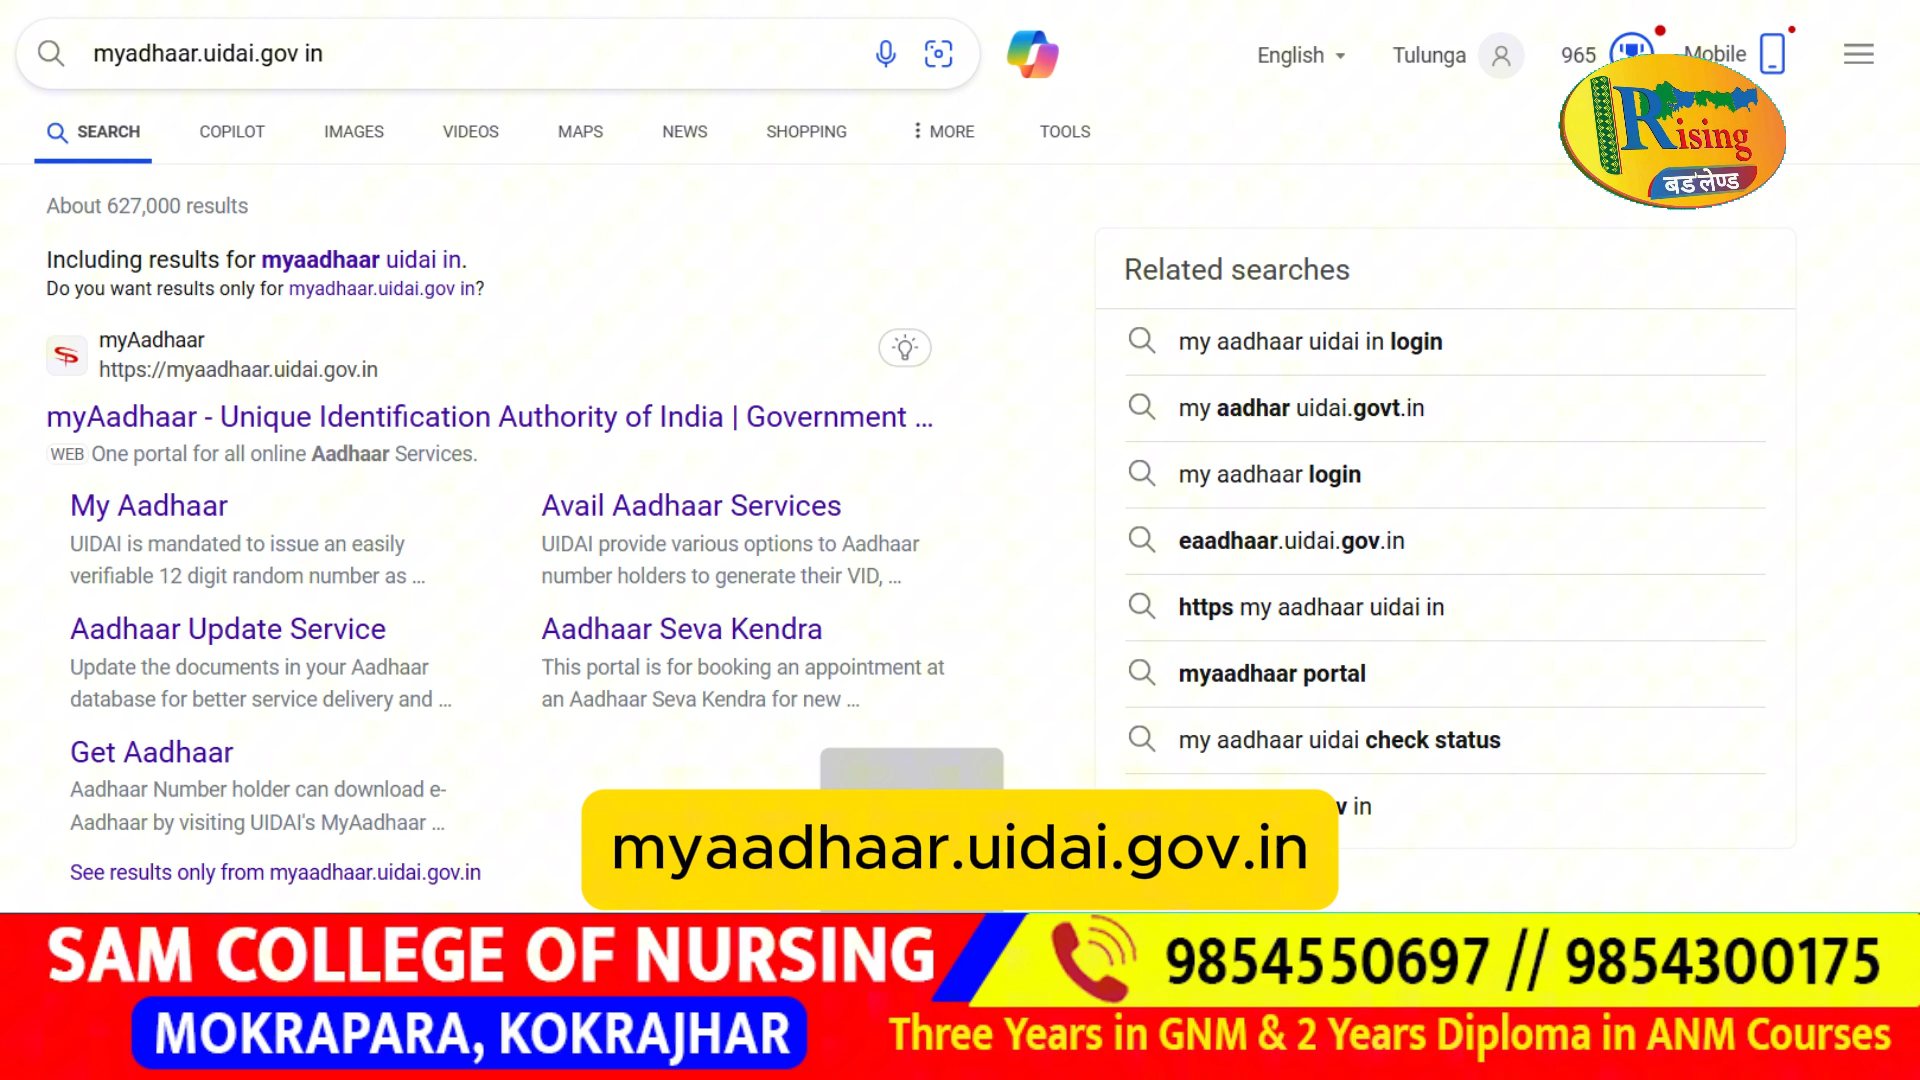 myadhaar.uidai.gov in
English
Tulunga
965
Mobile
Rising
बड'लेण्ड
SEARCH
COPILOT
IMAGES
VIDEOS
MAPS
NEWS
SHOPPING
MORE
TOOLS
About 627,000 results
Including results for myaadhaar uidai in.
Do you want results only for myadhaar.uidai.gov in?
myAadhaar
https://myaadhaar.uidai.gov.in
myAadhaar - Unique Identification Authority of India | Government ...
WEB One portal for all online Aadhaar Services.
My Aadhaar
UIDAI is mandated to issue an easily
verifiable 12 digit random number as ...
Avail Aadhaar Services
UIDAI provide various options to Aadhaar
number holders to generate their VID, ...
Aadhaar Update Service
Update the documents in your Aadhaar
database for better service delivery and ...
Aadhaar Seva Kendra
This portal is for booking an appointment at
an Aadhaar Seva Kendra for new ...
Get Aadhaar
Aadhaar Number holder can download e-
Aadhaar by visiting UIDAI's MyAadhaar ...
See results only from myaadhaar.uidai.gov.in
Related searches
my aadhaar uidai in login
my aadhar uidai.govt.in
my aadhaar login
eaadhaar.uidai.gov.in
https my aadhaar uidai in
myaadhaar portal
my aadhaar uidai check status
in
myaadhaar.uidai.gov.in
SAM COLLEGE OF NURSING
MOKRAPARA, KOKRAJHAR
9854550697 // 9854300175
Three Years in GNM & 2 Years Diploma in ANM Courses